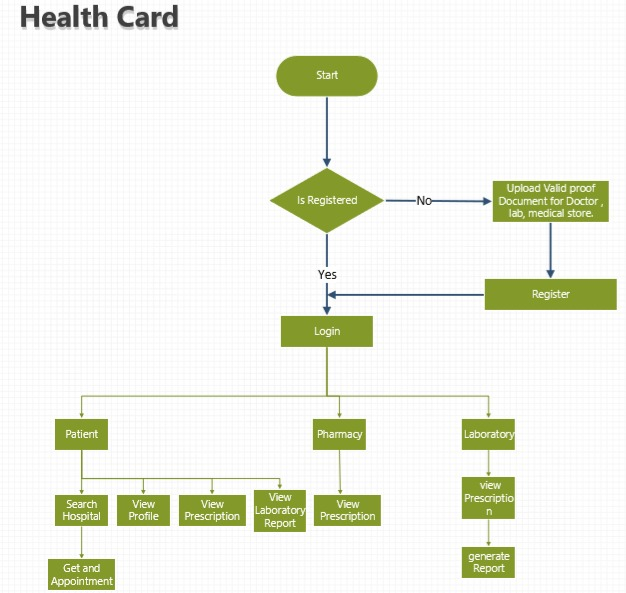 Health Card
Start
Is Registered
No
Upload Valid proof
Document for Doctor ,
lab, medical store.
Yes
Register
Login
Patient
Pharmacy
Laboratory
Search
Hospital
View
Profile
View
Prescription
View
Laboratory
Report
View
Prescription
view
Prescriptio
n
Get and
Appointment
generate
Report